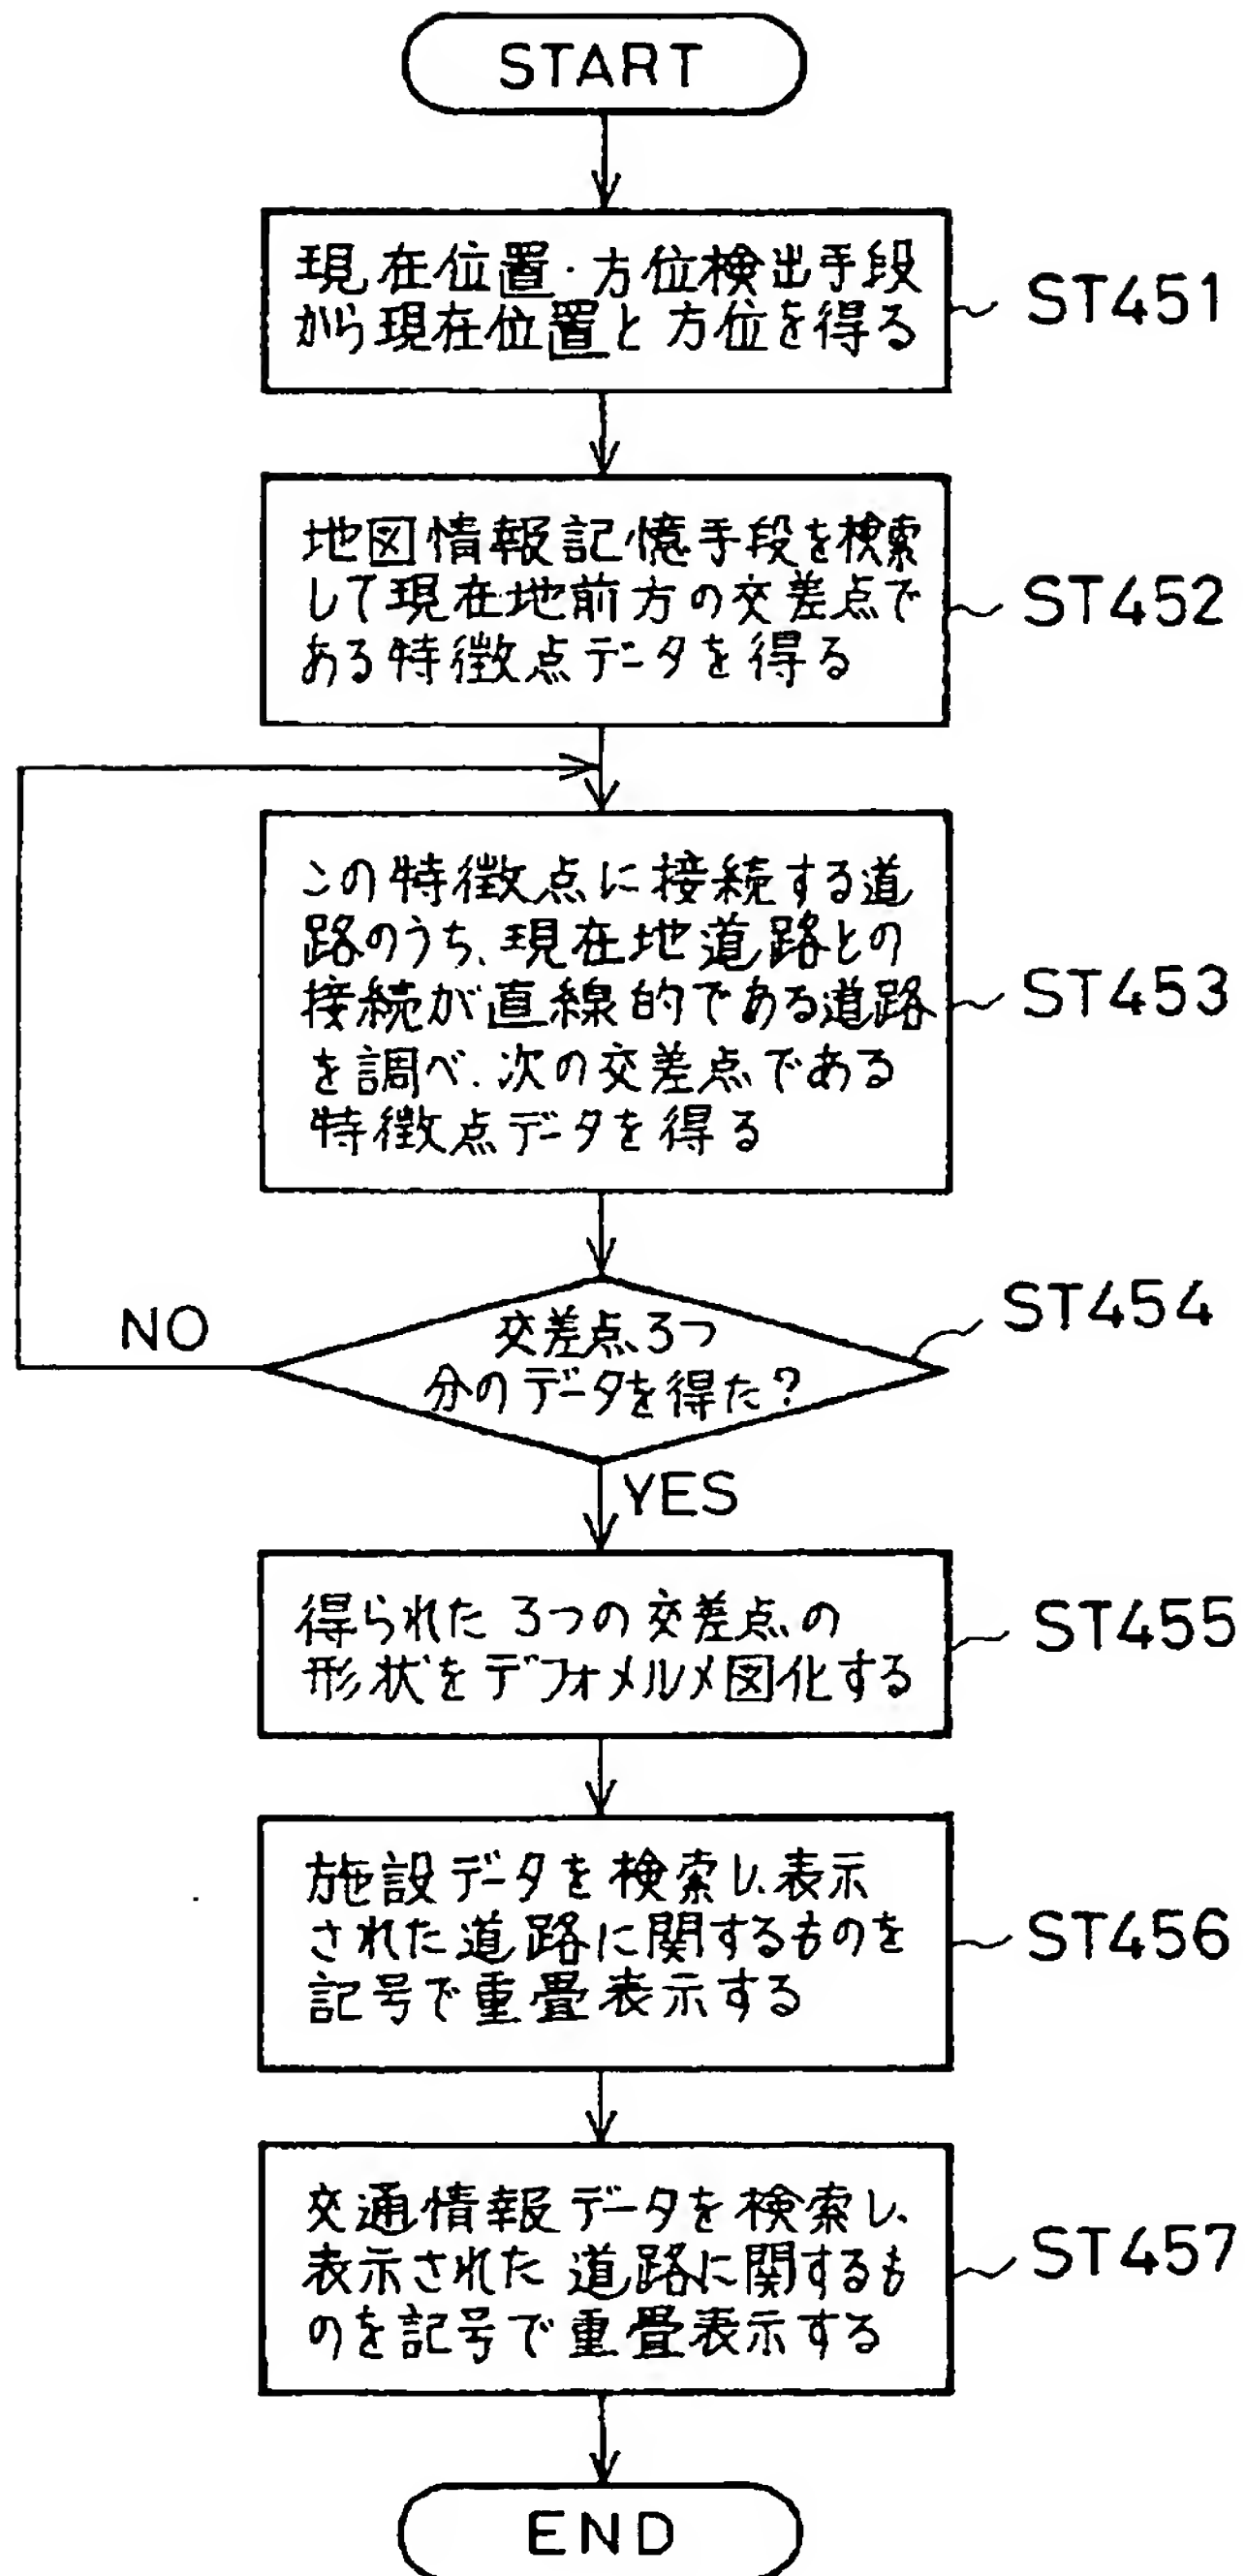 START
現在位置・方位検出手段
から現在位置と方位を得る
ST451
地図情報記憶手段を検索
して現在地前方の交差点で
ある特徴点データを得る
ST452
この特徴点に接続する道
路のうち、現在地道路との
接続が直線的である道路
を調べ、次の交差点である
特徴点データを得る
ST453
交差点、3つ
分のデータを得た?
ST454
NO
YES
得られた3つの交差点の
形状をデフォメルメ図化する
ST455
施設データを検索し、表示
された道路に関するものを
記号で重畳表示する
ST456
交通情報データを検索し、
表示された道路に関するも
のを記号で重畳表示する
ST457
END